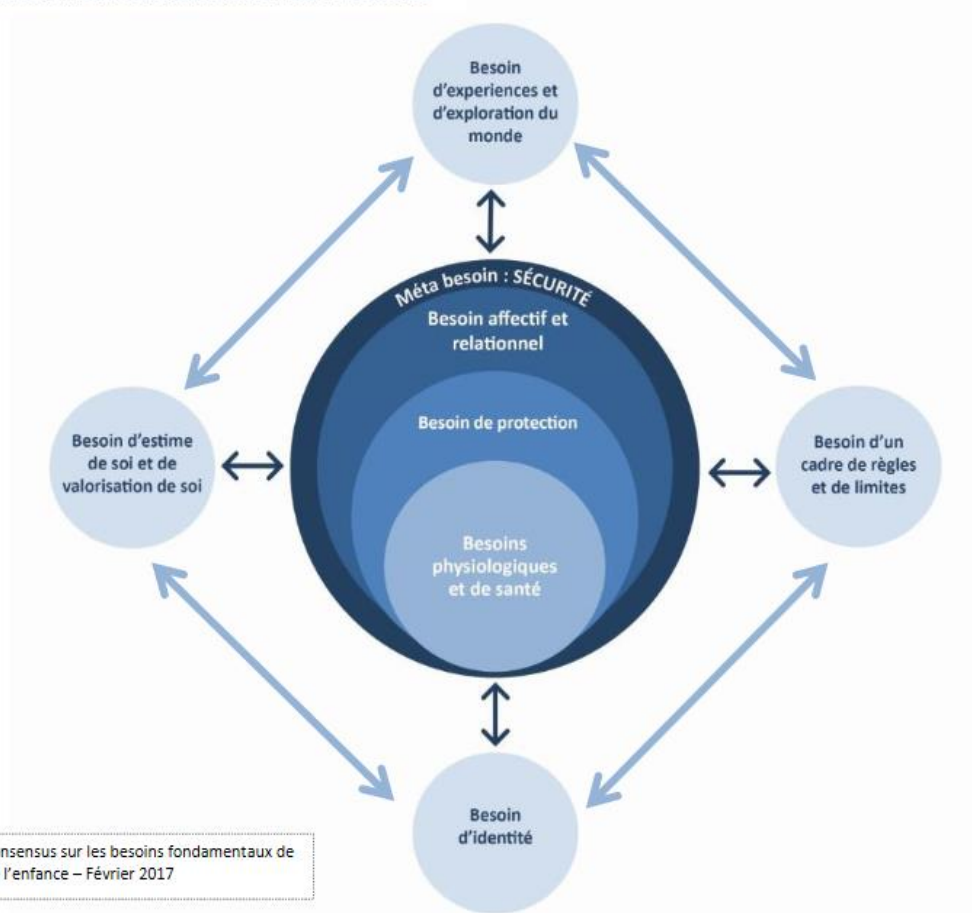 Besoin
d'experiences et
d'exploration du
monde
Méta besoin : SÉCURITÉ
Besoin affectif et
relationnel
Besoin de protection
Besoins
physiologiques
et de santé
Besoin d'estime
de soi et de
valorisation de soi
Besoin d'un
cadre de règles
et de limites
Besoin
d'identité
nsensus sur les besoins fondamentaux de
l'enfance – Février 2017